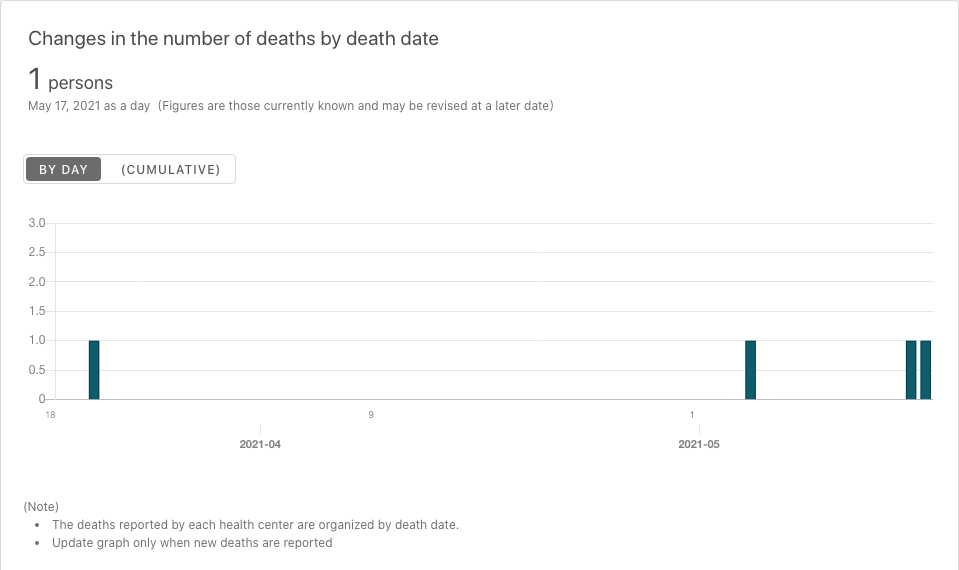 Changes in the number of deaths by death date
1 persons
May 17, 2021 as a day (Figures are those currently known and may be revised at a later date)
BY DAY (CUMULATIVE)
3.0
2.5
2.0
1.5
1.0
0.5
0
18 9 1
2021-04 2021-05
(Note)
• The deaths reported by each health center are organized by death date.
• Update graph only when new deaths are reported